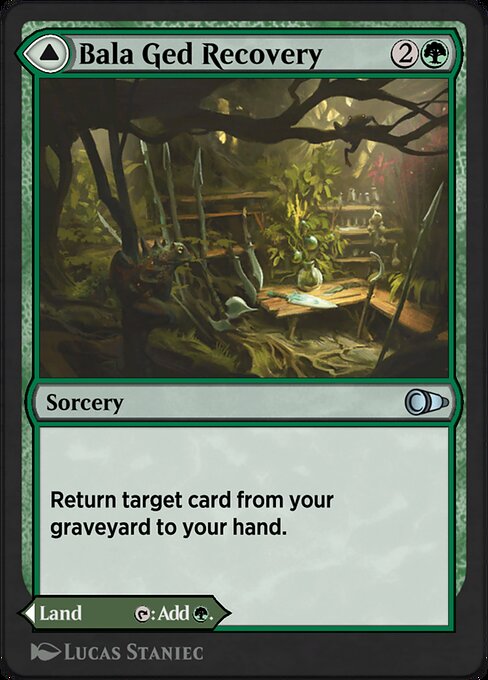 Bala Ged Recovery 2
Sorcery
Return target card from your
graveyard to your hand.
Land : Add .
Lucas Staniec